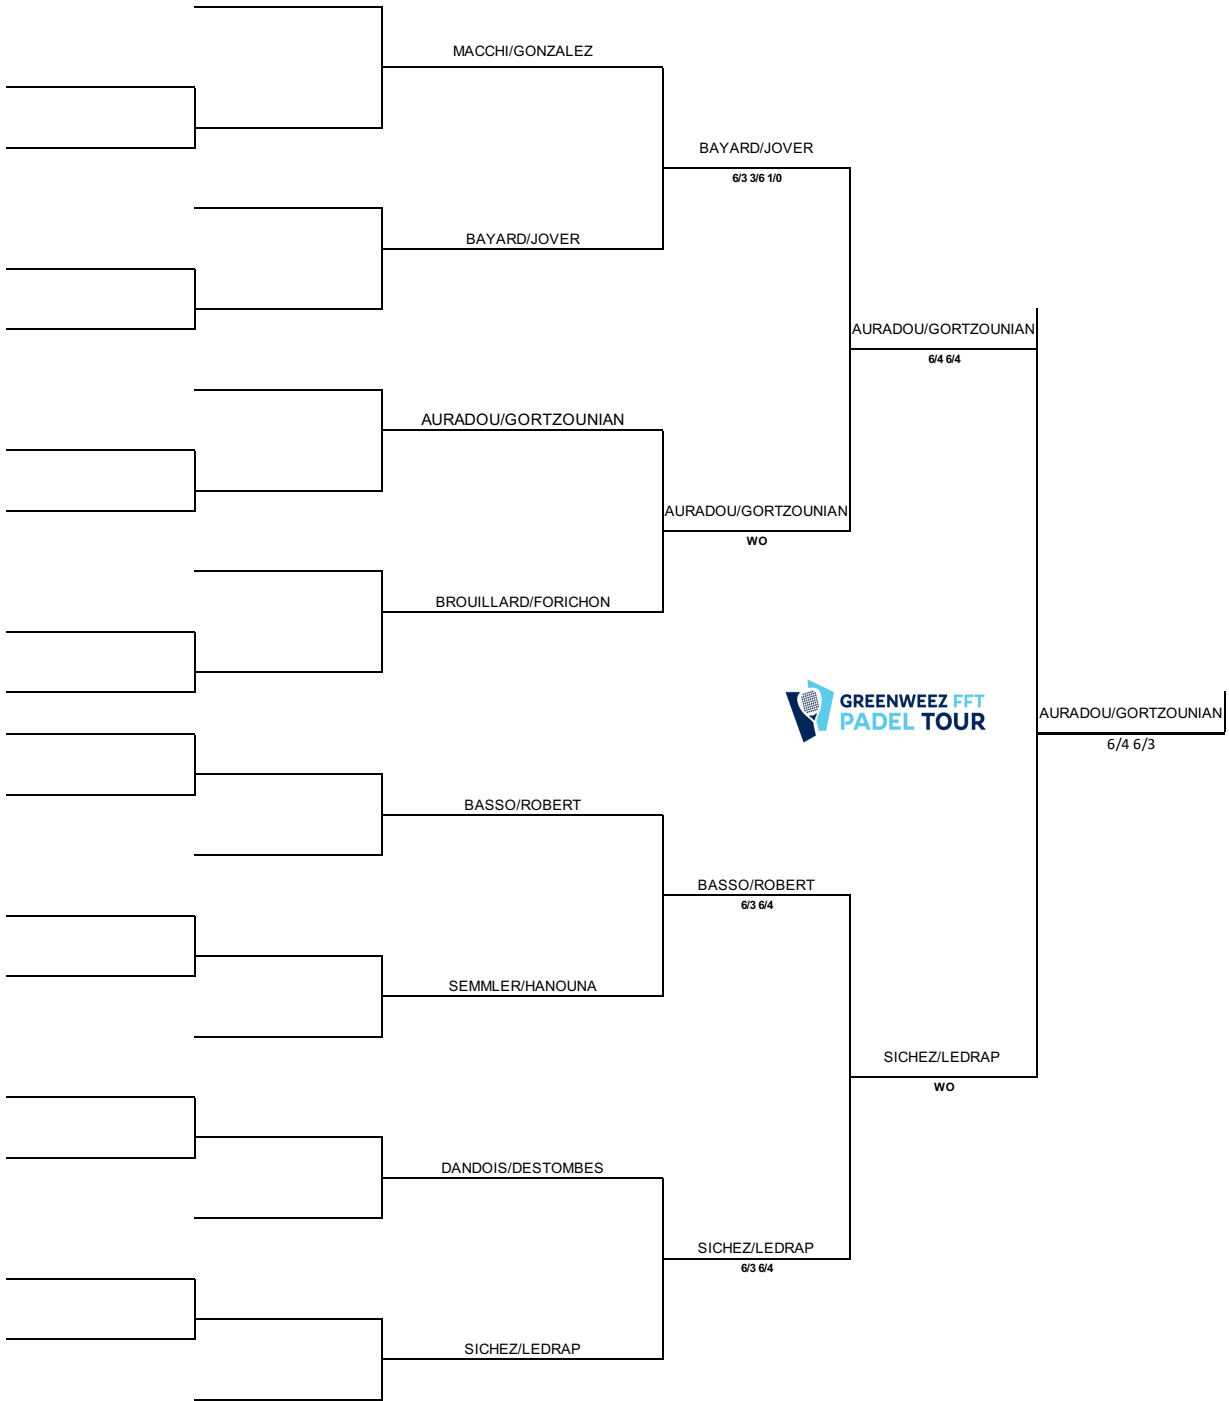 MACCHI/GONZALEZ
BAYARD/JOVER
6/3 3/6 1/0
BAYARD/JOVER
AURADOU/GORTZOUNIAN
6/4 6/4
AURADOU/GORTZOUNIAN
AURADOU/GORTZOUNIAN
WO
BROUILLARD/FORICHON
GREENWEEZ FFT
PADEL TOUR
AURADOU/GORTZOUNIAN
6/4 6/3
BASSO/ROBERT
BASSO/ROBERT
6/3 6/4
SEMMLER/HANOUNA
SICHEZ/LEDRAP
WO
DANDOIS/DESTOMBES
SICHEZ/LEDRAP
6/3 6/4
SICHEZ/LEDRAP